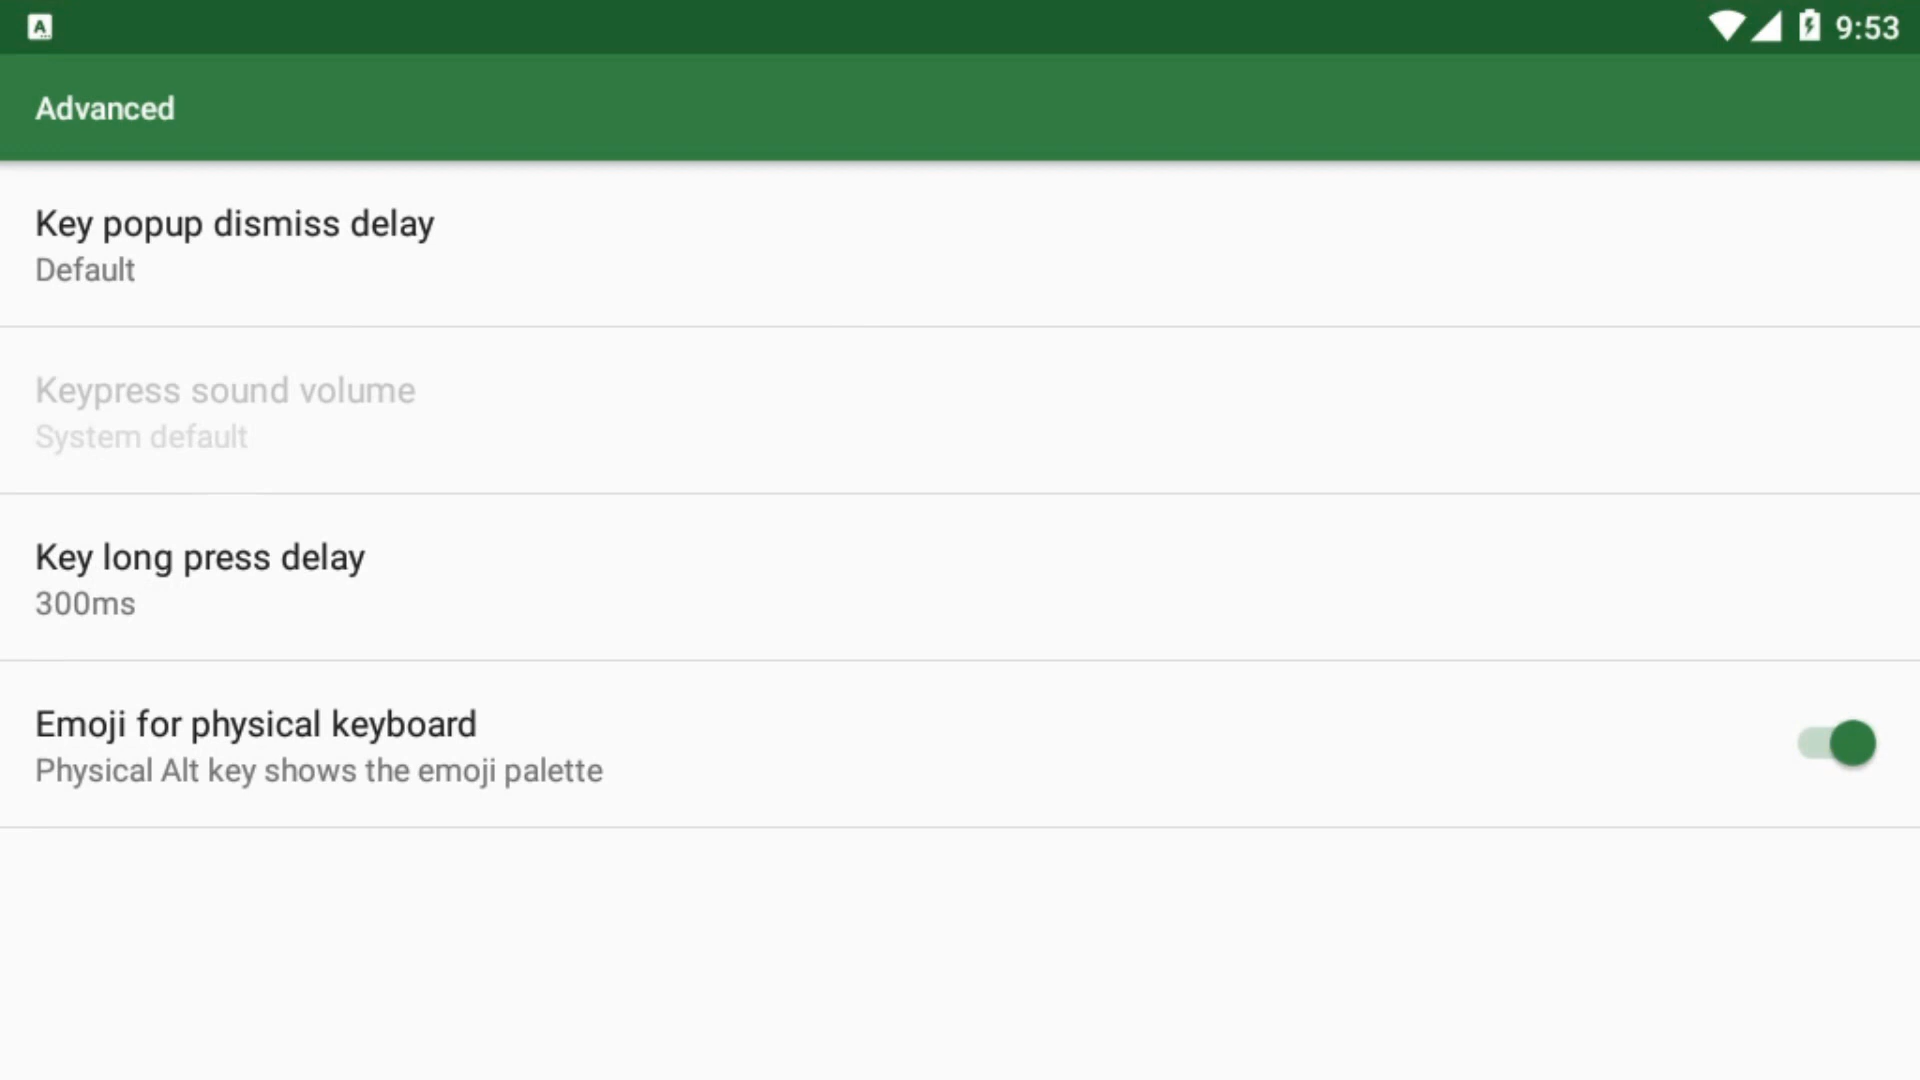 A
9:53
Advanced
Key popup dismiss delay
Default
Keypress sound volume
System default
Key long press delay
300ms
Emoji for physical keyboard
Physical Alt key shows the emoji palette